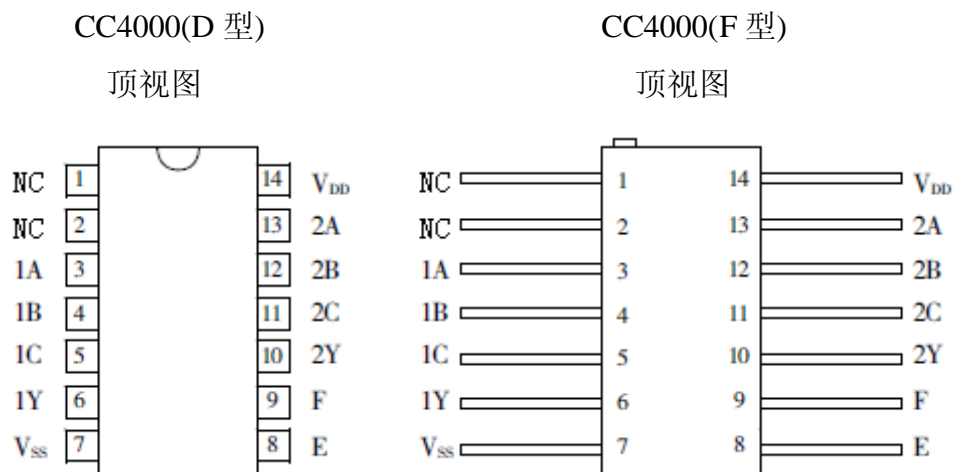 CC4000(D 型) CC4000(F 型)
顶视图 顶视图
NC 1 14 VDD NC 1 14 VDD
NC 2 13 2A NC 2 13 2A
1A 3 12 2B 1A 3 12 2B
1B 4 11 2C 1B 4 11 2C
1C 5 10 2Y 1C 5 10 2Y
1Y 6 9 F 1Y 6 9 F
VSS 7 8 E VSS 7 8 E